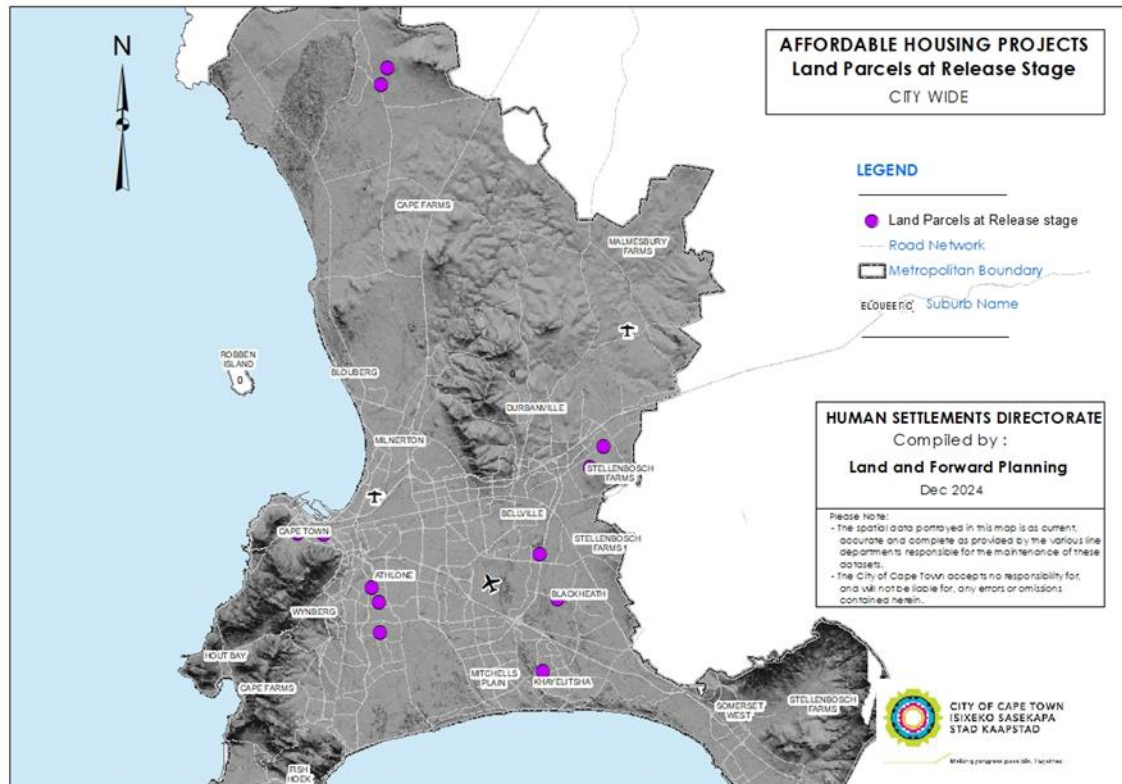 N
AFFORDABLE HOUSING PROJECTS
Land Parcels at Release Stage
CITY WIDE
LEGEND
Land Parcels at Release stage
Road Network
Metropolitan Boundary
Suburb Name
CAPE FARMS
MALMESBURY
FARMS
ROBBEN
ISLAND
BLOUBERG
DURBANVILLE
MILNERTON
STELLENBOSCH
FARMS
BELLVILLE
STELLENBOSCH
FARMS
CAPE TOWN
ATHLONE
BLACKHEATH
WYNBERG
HOUT BAY
MITCHELLS
PLAIN
KHAYELITSHA
CAPE FARMS
SOMERSET
WEST
STELLENBOSCH
FARMS
FISH
HOEK
HUMAN SETTLEMENTS DIRECTORATE
Compiled by :
Land and Forward Planning
Dec 2024
Please Note:
- The spatial data portrayed in this map is as current,
accurate and complete as provided by the various line
departments responsible for the maintenance of these
datasets.
- The City of Cape Town accepts no responsibility for,
and will not be liable for, any errors or omissions
contained herein.
CITY OF CAPE TOWN
ISIXEKO SASEKAPA
STAD KAAPSTAD
Making progress possible. Together.